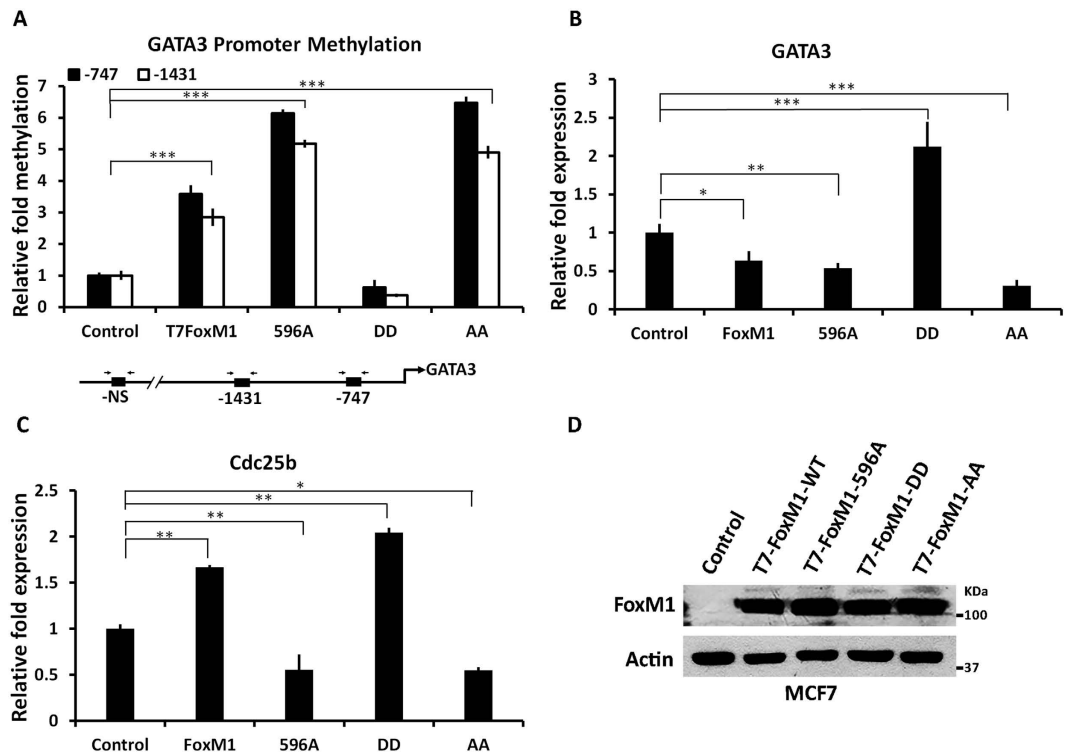 A
GATA3 Promoter Methylation
-747 -1431
Relative fold methylation
7
6
5
4
3
2
1
0
***
***
***
Control T7FoxM1 596A DD AA
-NS -1431 -747 GATA3
B
GATA3
Relative fold expression
3
2.5
2
1.5
1
0.5
0
***
***
**
*
Control FoxM1 596A DD AA
C
Cdc25b
Relative fold expression
2.5
2
1.5
1
0.5
0
*
**
**
**
Control FoxM1 596A DD AA
D
Control
T7-FoxM1-WT
T7-FoxM1-596A
T7-FoxM1-DD
T7-FoxM1-AA
FoxM1
KDa
100
Actin
37
MCF7